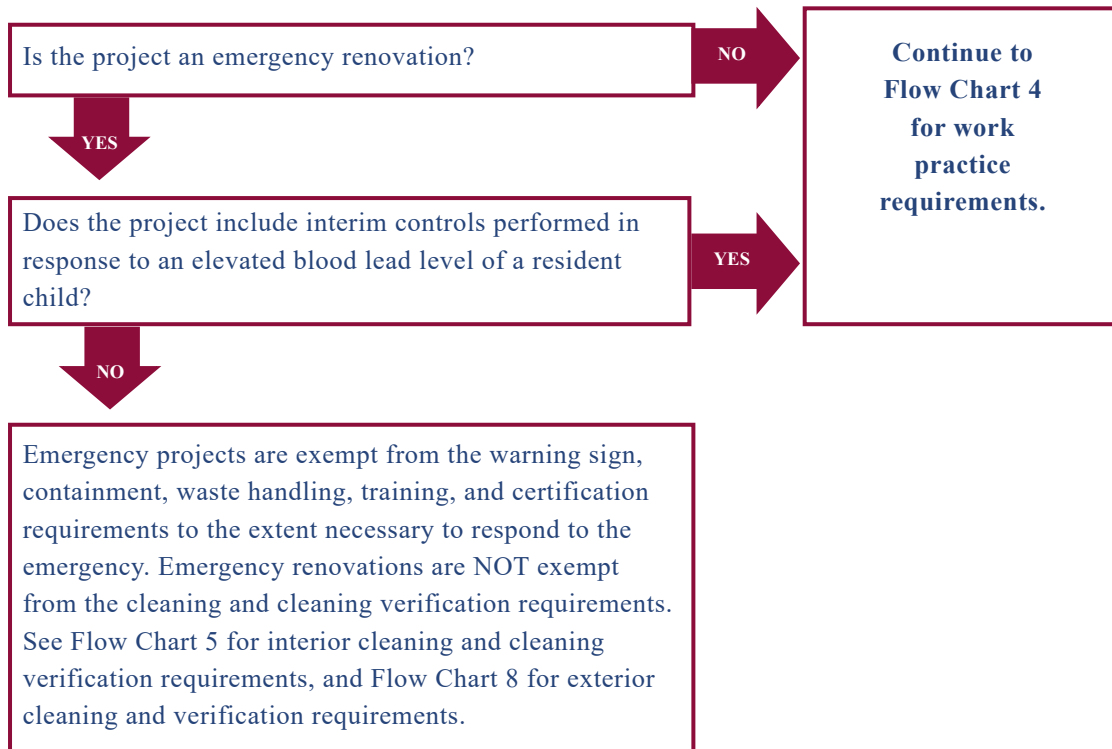 Is the project an emergency renovation?
NO
Continue to
Flow Chart 4
for work
practice
requirements.
YES
Does the project include interim controls performed in
response to an elevated blood lead level of a resident
child?
YES
NO
Emergency projects are exempt from the warning sign,
containment, waste handling, training, and certification
requirements to the extent necessary to respond to the
emergency. Emergency renovations are NOT exempt
from the cleaning and cleaning verification requirements.
See Flow Chart 5 for interior cleaning and cleaning
verification requirements, and Flow Chart 8 for exterior
cleaning and verification requirements.